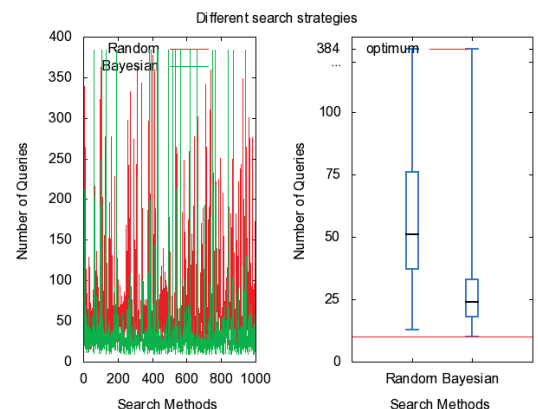 Different search strategies
Number of Queries
400
350
300
250
200
150
100
50
0
Random
Bayesian
0 200 400 600 800 1000
Search Methods
Number of Queries
384
...
100
75
50
25
0
optimum
Random Bayesian
Search Methods